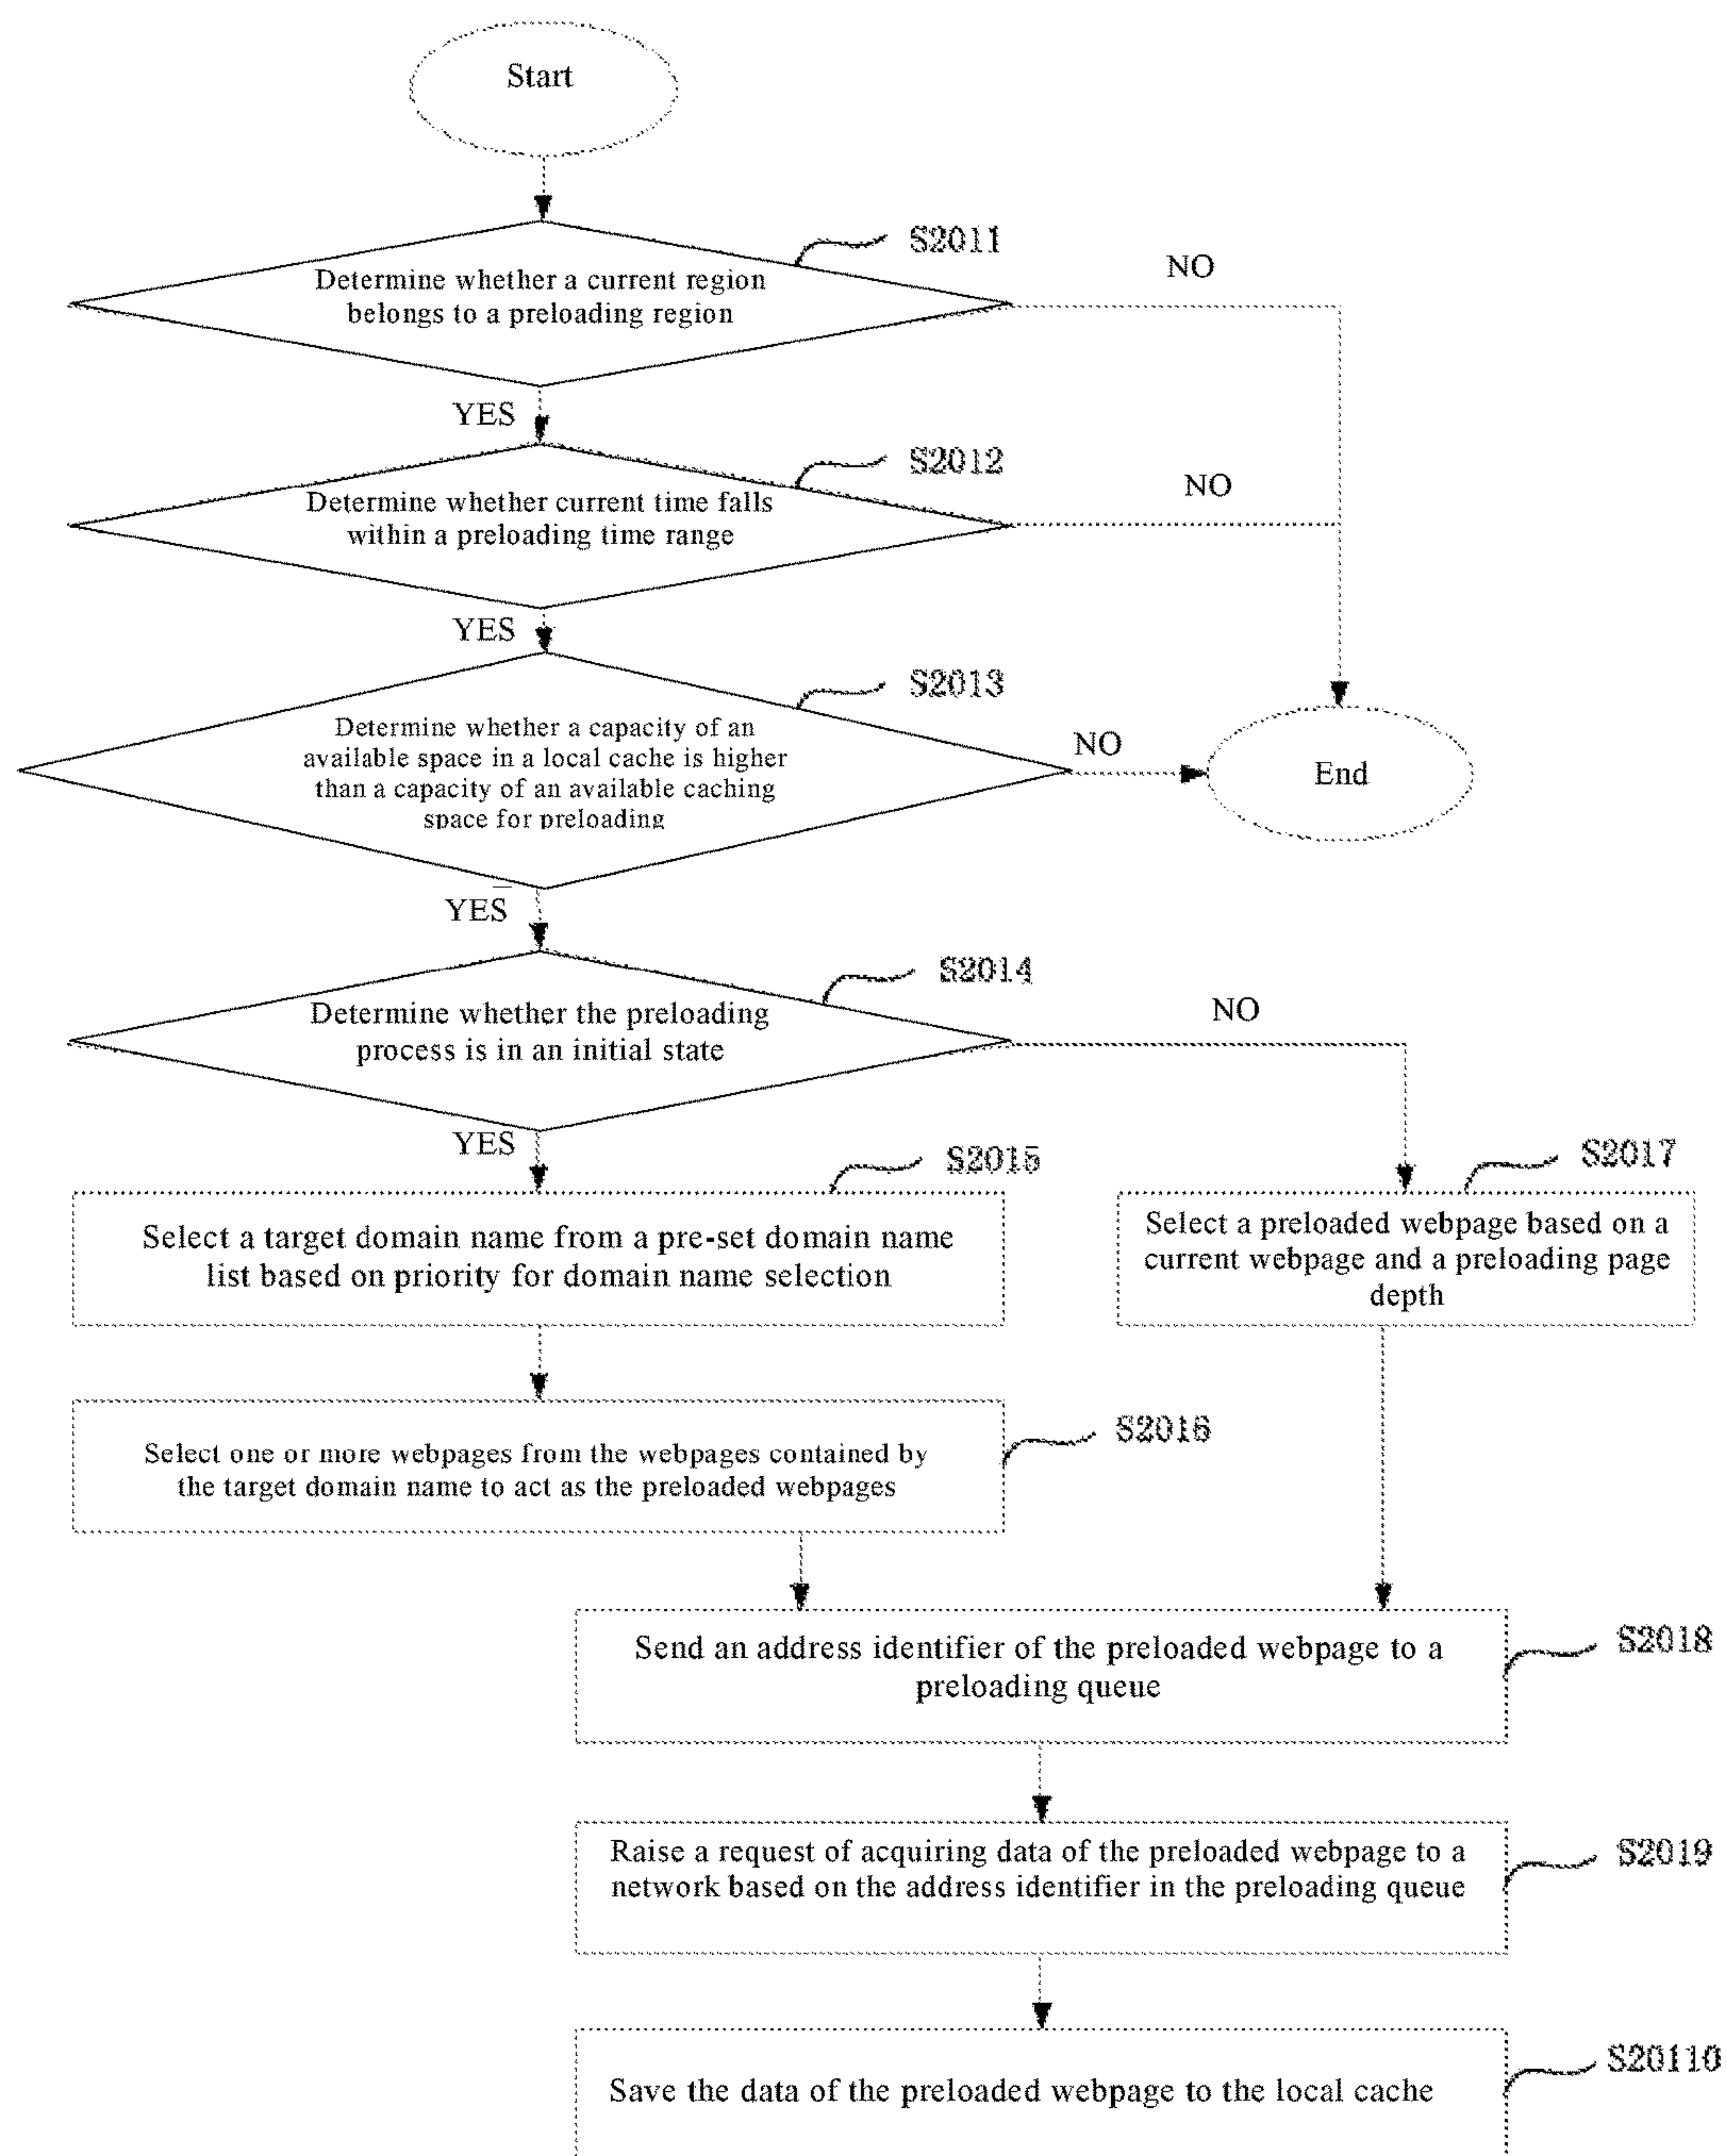 Start
S2011
NO
Determine whether a current region
belongs to a preloading region
YES
S2012
NO
Determine whether current time falls
within a preloading time range
YES
S2013
Determine whether a capacity of an
available space in a local cache is higher
than a capacity of an available caching
space for preloading
NO
End
YES
S2014
NO
Determine whether the preloading
process is in an initial state
YES
S2015
S2017
Select a target domain name from a pre-set domain name
list based on priority for domain name selection
Select a preloaded webpage based on a
current webpage and a preloading page
depth
S2016
Select one or more webpages from the webpages contained by
the target domain name to act as the preloaded webpages
S2018
Send an address identifier of the preloaded webpage to a
preloading queue
S2019
Raise a request of acquiring data of the preloaded webpage to a
network based on the address identifier in the preloading queue
S20110
Save the data of the preloaded webpage to the local cache